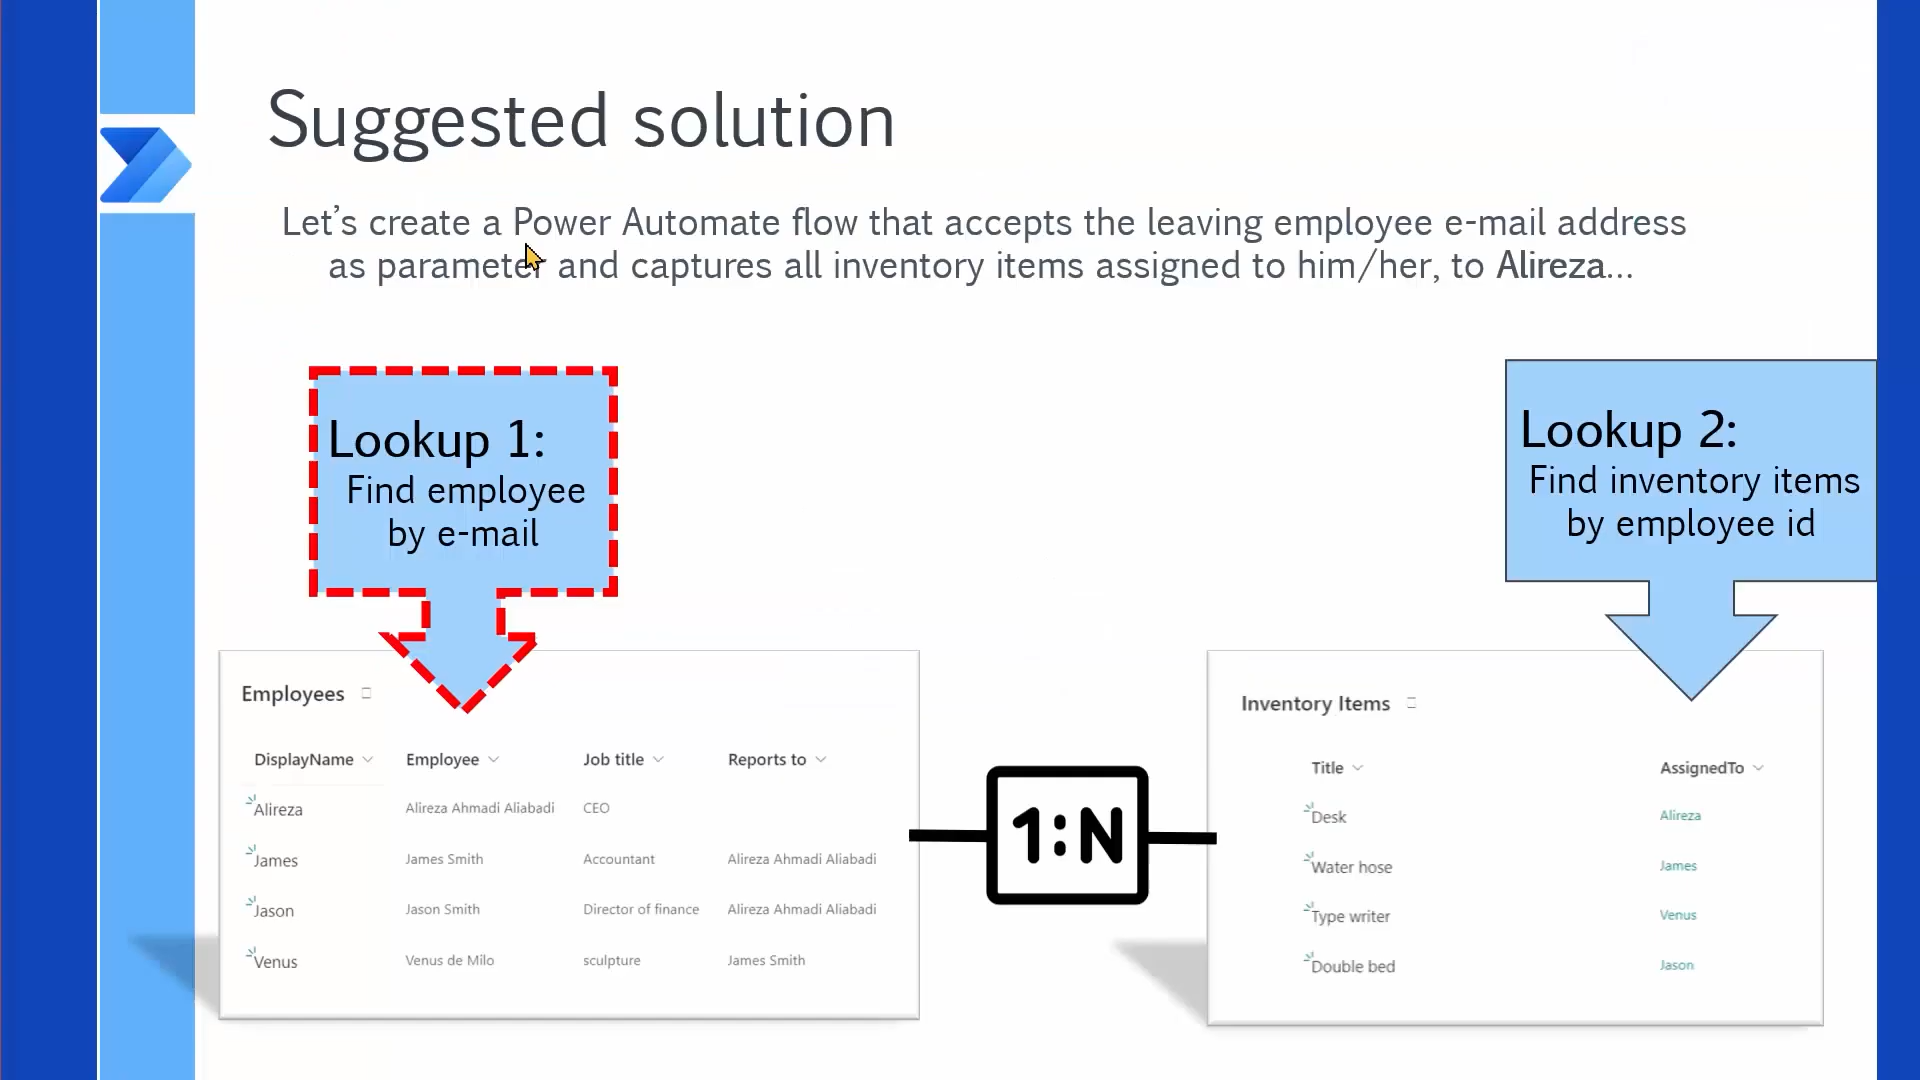 Suggested solution
Let's create a Power Automate flow that accepts the leaving employee e-mail address
as parameter and captures all inventory items assigned to him/her, to Alireza...
Lookup 1:
Find employee
by e-mail
Lookup 2:
Find inventory items
by employee id
Employees
DisplayName Employee Job title Reports to
Alireza Alireza Ahmadi Aliabadi CEO
James James Smith Accountant Alireza Ahmadi Aliabadi
Jason Jason Smith Director of finance Alireza Ahmadi Aliabadi
Venus Venus de Milo sculpture James Smith
1:N
Inventory Items
Title AssignedTo
Desk Alireza
Water hose James
Type writer Venus
Double bed Jason